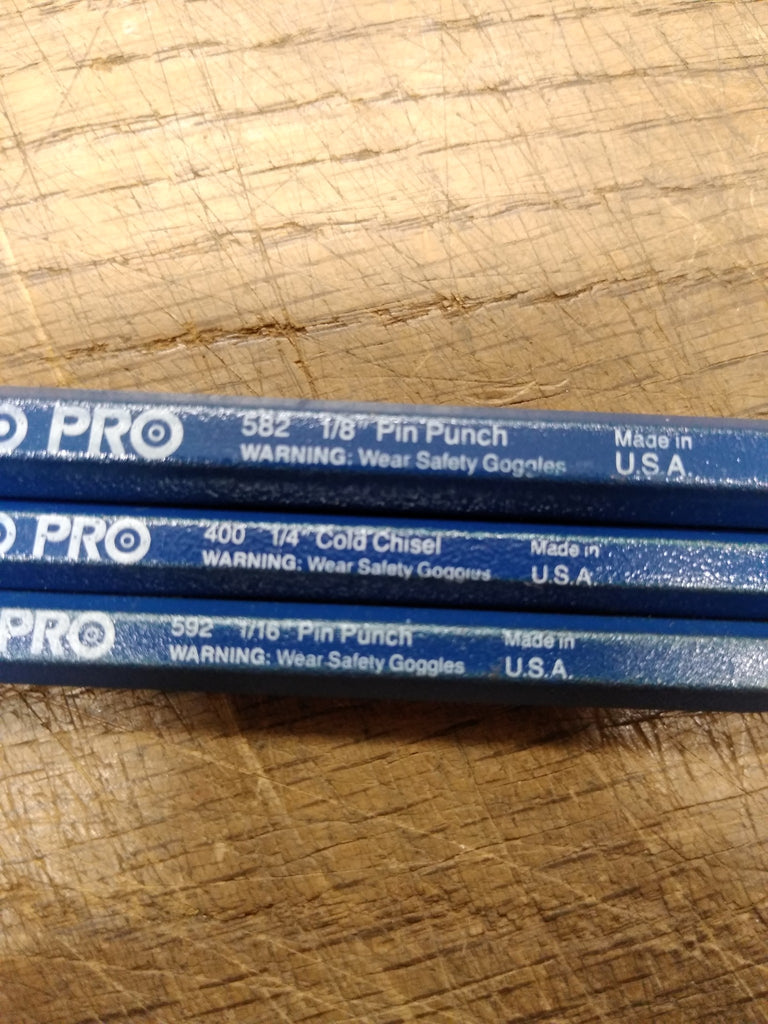 O PRO 582 1/8" Pin Punch Made in
WARNING: Wear Safety Goggles U.S.A.
O PRO 400 1/4" Cold Chisel Made in
WARNING: Wear Safety Goggles U.S.A.
PRO 592 1/16" Pin Punch Made in
WARNING: Wear Safety Goggles U.S.A.